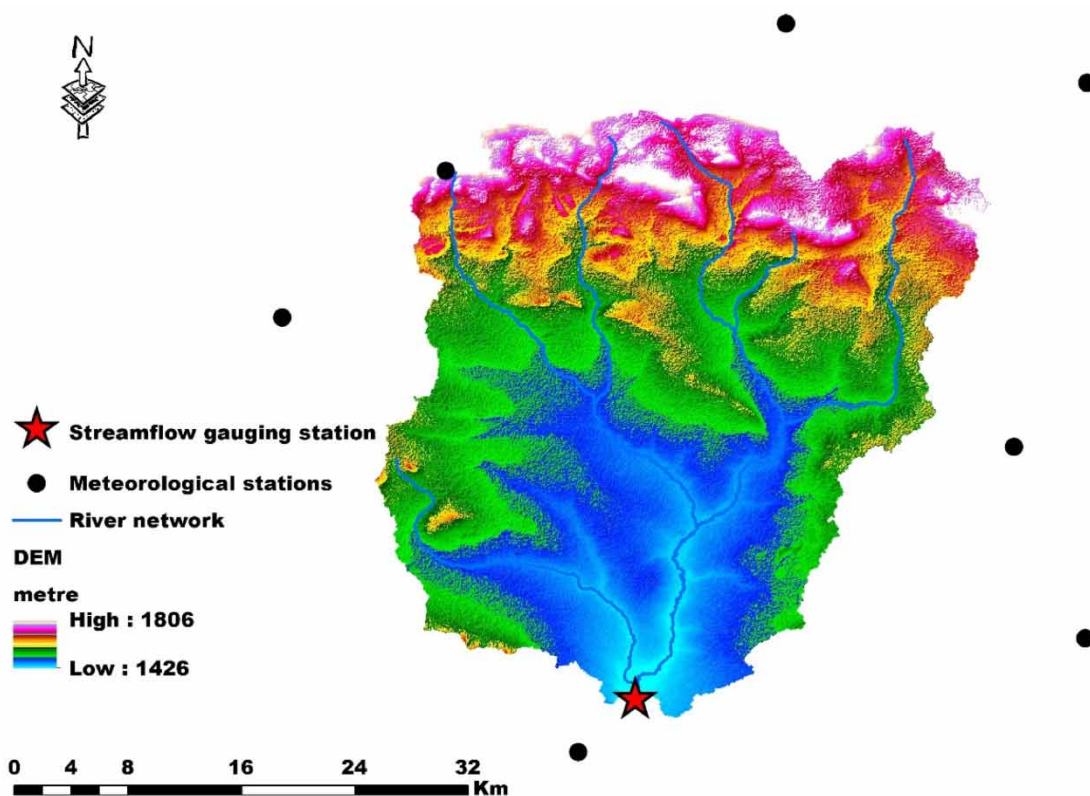 N
Streamflow gauging station
Meteorological stations
River network
DEM
metre
High : 1806
Low : 1426
0 4 8 16 24 32
Km